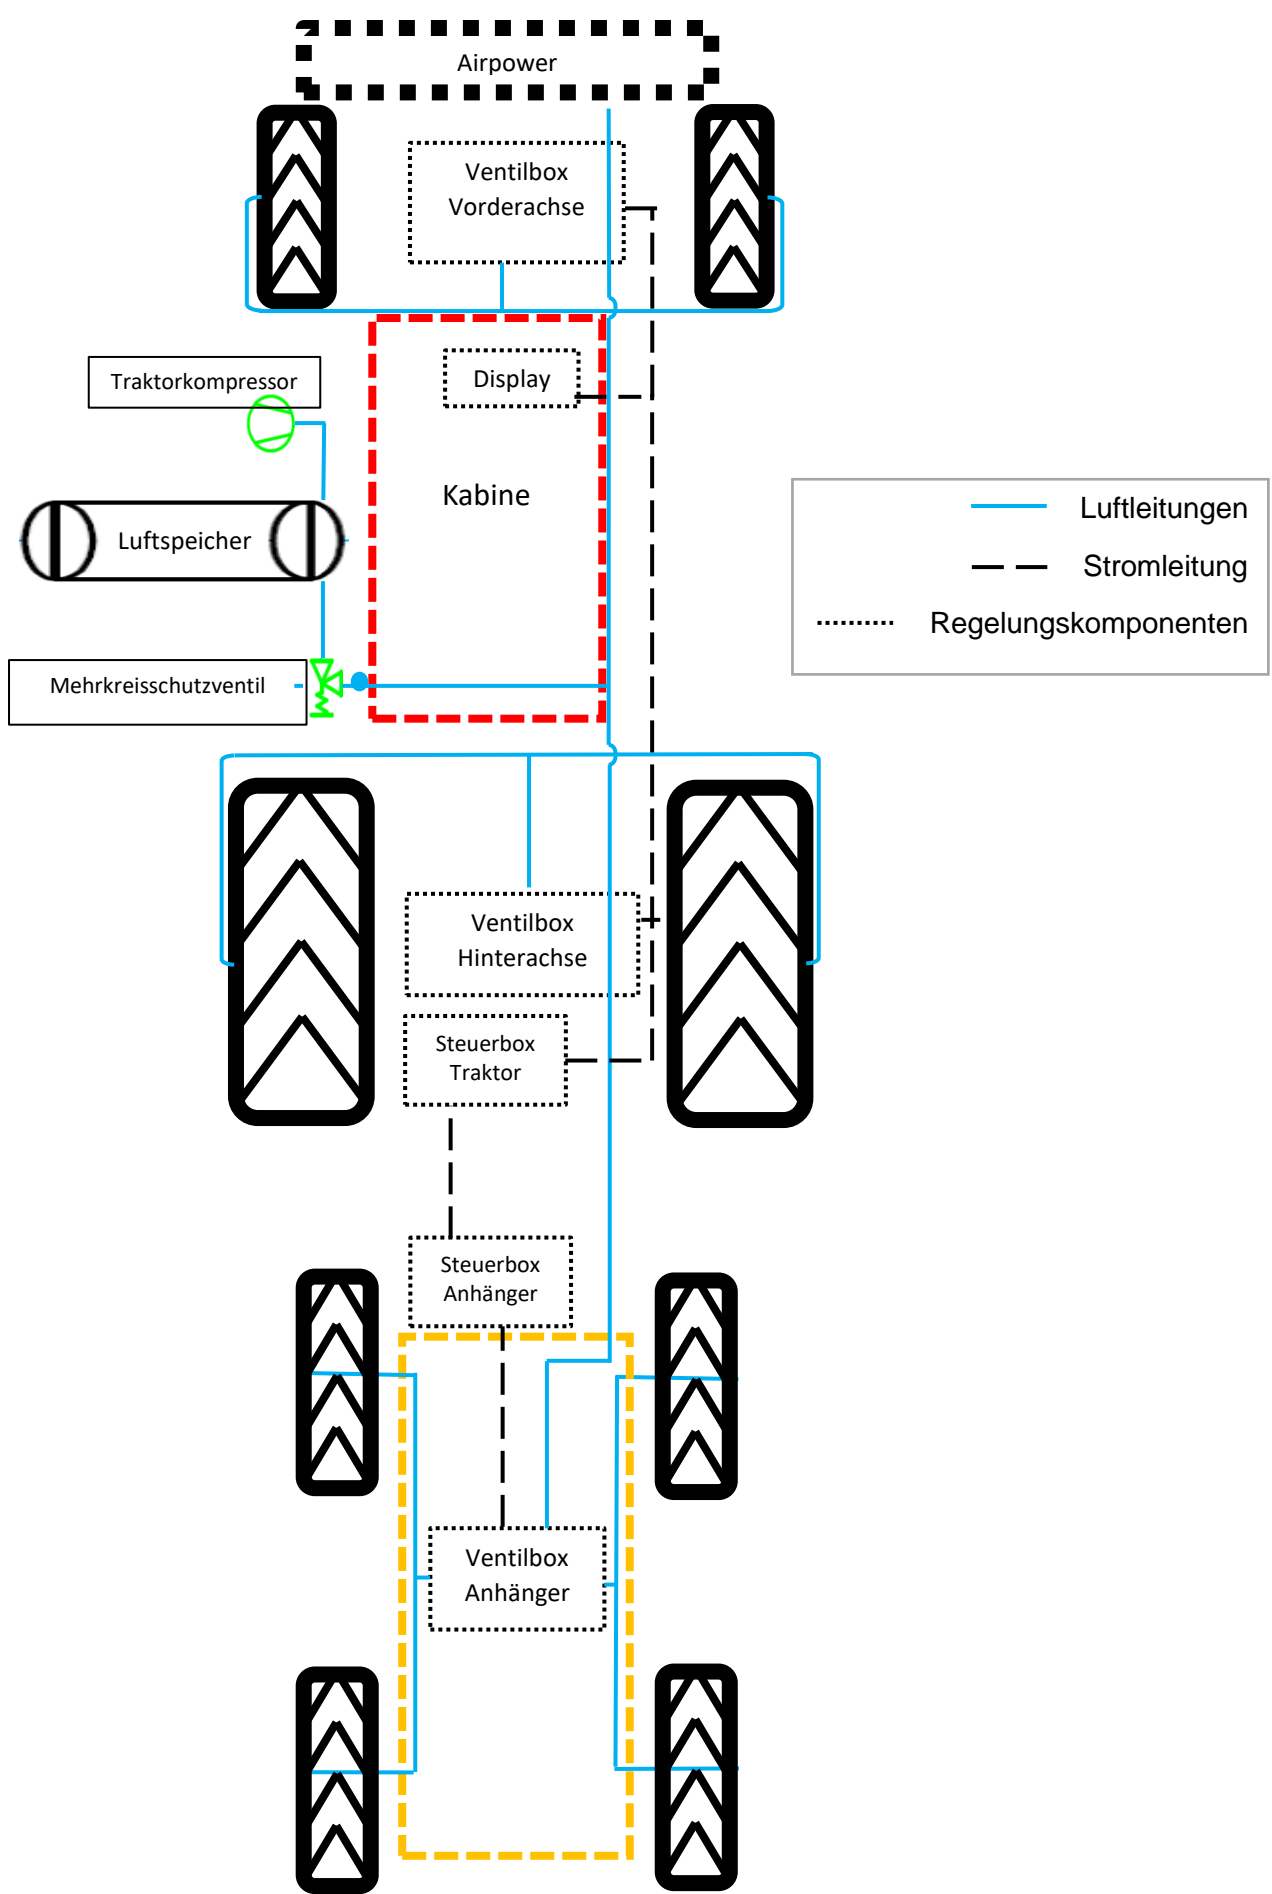 Airpower
Ventilbox
Vorderachse
Display
Traktorkompressor
Kabine
Luftspeicher
Luftleitungen
Stromleitung
Regelungskomponenten
Mehrkreisschutzventil
Ventilbox
Hinterachse
Steuerbox
Traktor
Steuerbox
Anhänger
Ventilbox
Anhänger